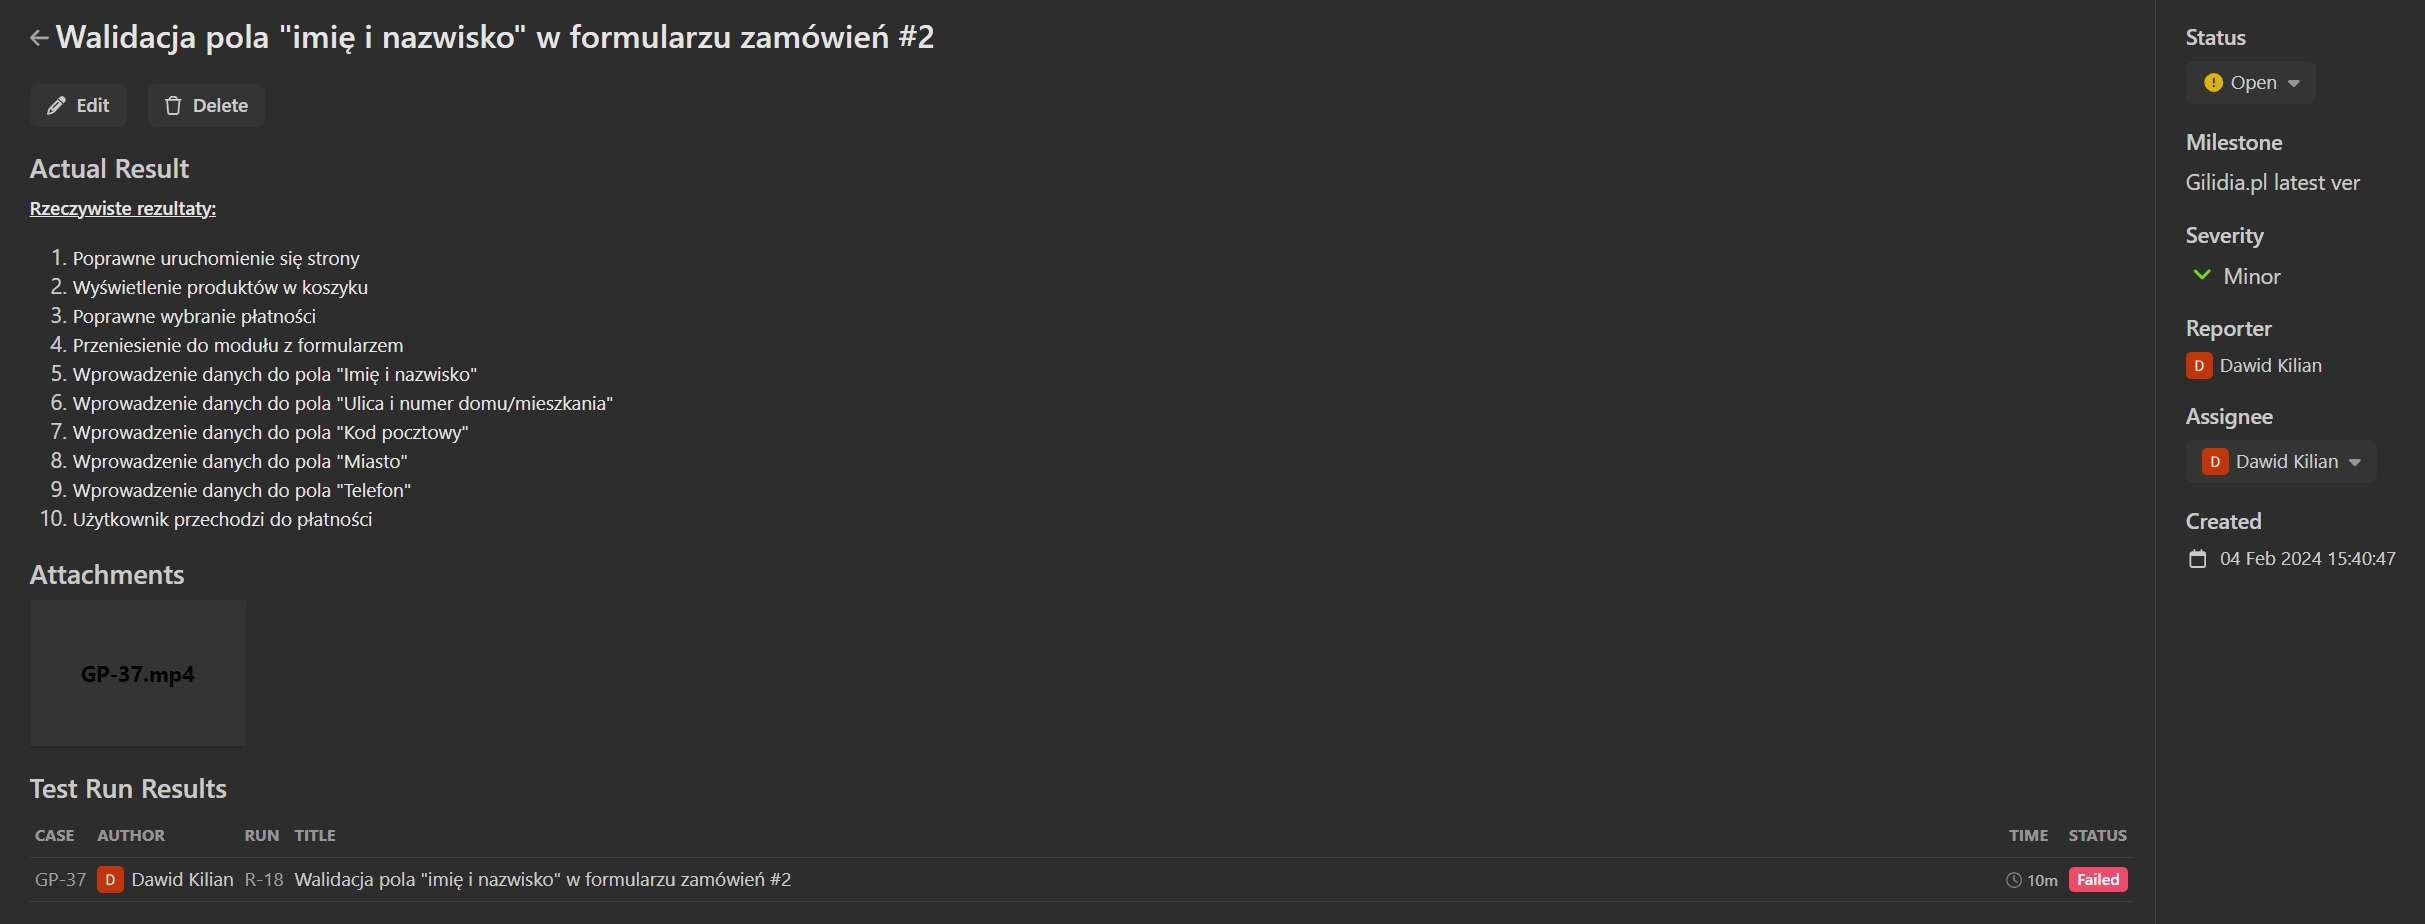 Walidacja pola "imię i nazwisko" w formularzu zamówień #2
Edit
Delete
Actual Result
Rzeczywiste rezultaty:
1. Poprawne uruchomienie się strony
2. Wyświetlenie produktów w koszyku
3. Poprawne wybranie płatności
4. Przeniesienie do modułu z formularzem
5. Wprowadzenie danych do pola "Imię i nazwisko"
6. Wprowadzenie danych do pola "Ulica i numer domu/mieszkania"
7. Wprowadzenie danych do pola "Kod pocztowy"
8. Wprowadzenie danych do pola "Miasto"
9. Wprowadzenie danych do pola "Telefon"
10. Użytkownik przechodzi do płatności
Attachments
GP-37.mp4
Test Run Results
CASE AUTHOR RUN TITLE TIME STATUS
GP-37 D Dawid Kilian R-18 Walidacja pola "imię i nazwisko" w formularzu zamówień #2 10m Failed
Status
Open
Milestone
Gilidia.pl latest ver
Severity
Minor
Reporter
D Dawid Kilian
Assignee
D Dawid Kilian
Created
04 Feb 2024 15:40:47